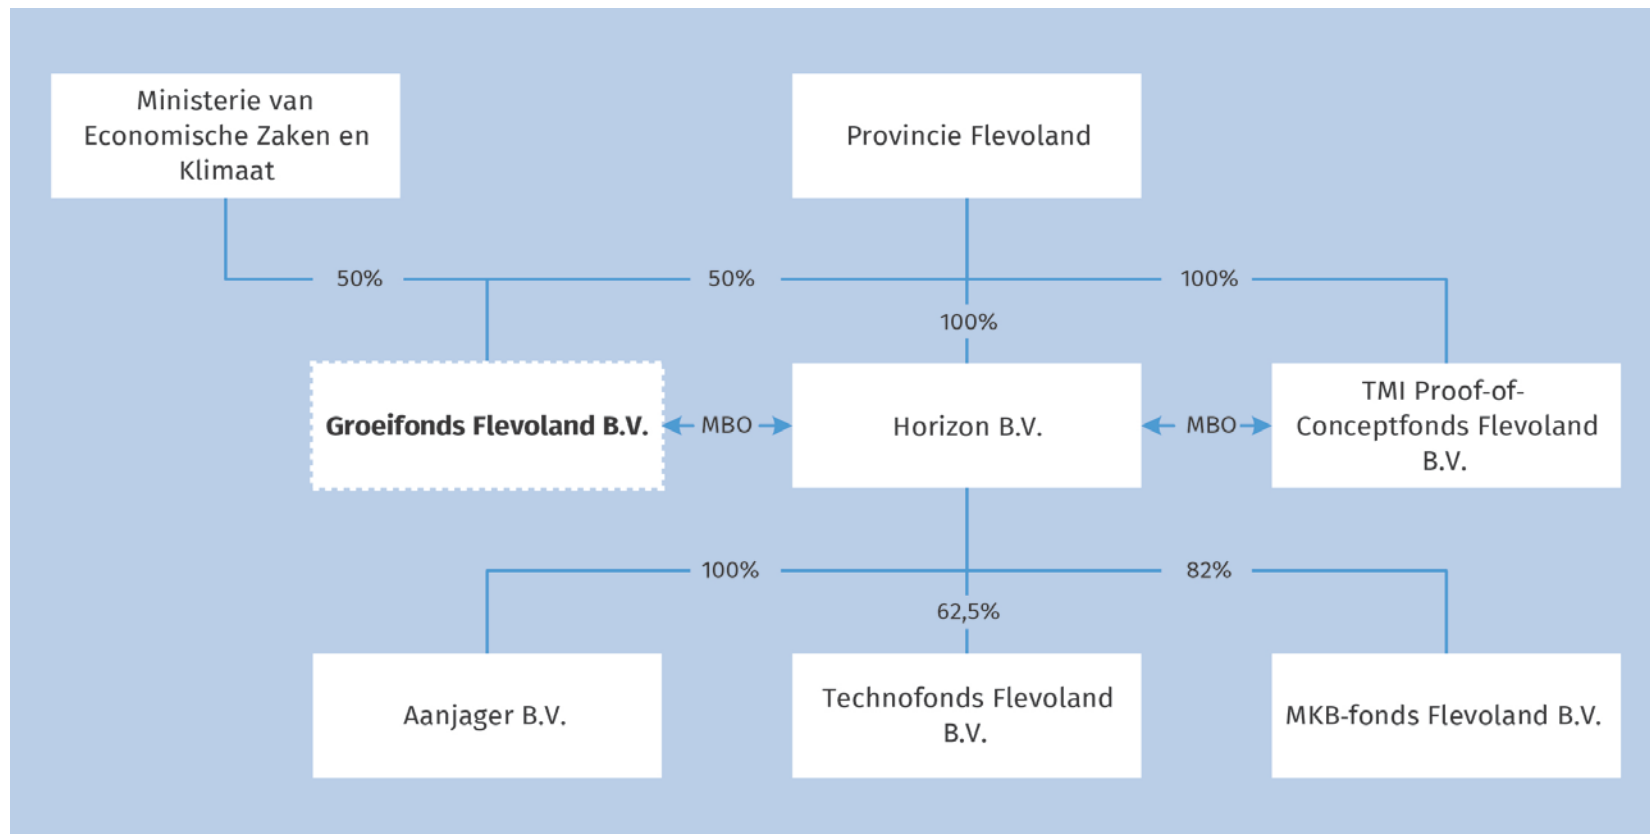 Ministerie van
Economische Zaken en
Klimaat
Provincie Flevoland
50%
50%
100%
100%
Groeifonds Flevoland B.V.
MBO
Horizon B.V.
MBO
TMI Proof-of-
Conceptfonds Flevoland
B.V.
100%
82%
62,5%
Aanjager B.V.
Technofonds Flevoland
B.V.
MKB-fonds Flevoland B.V.